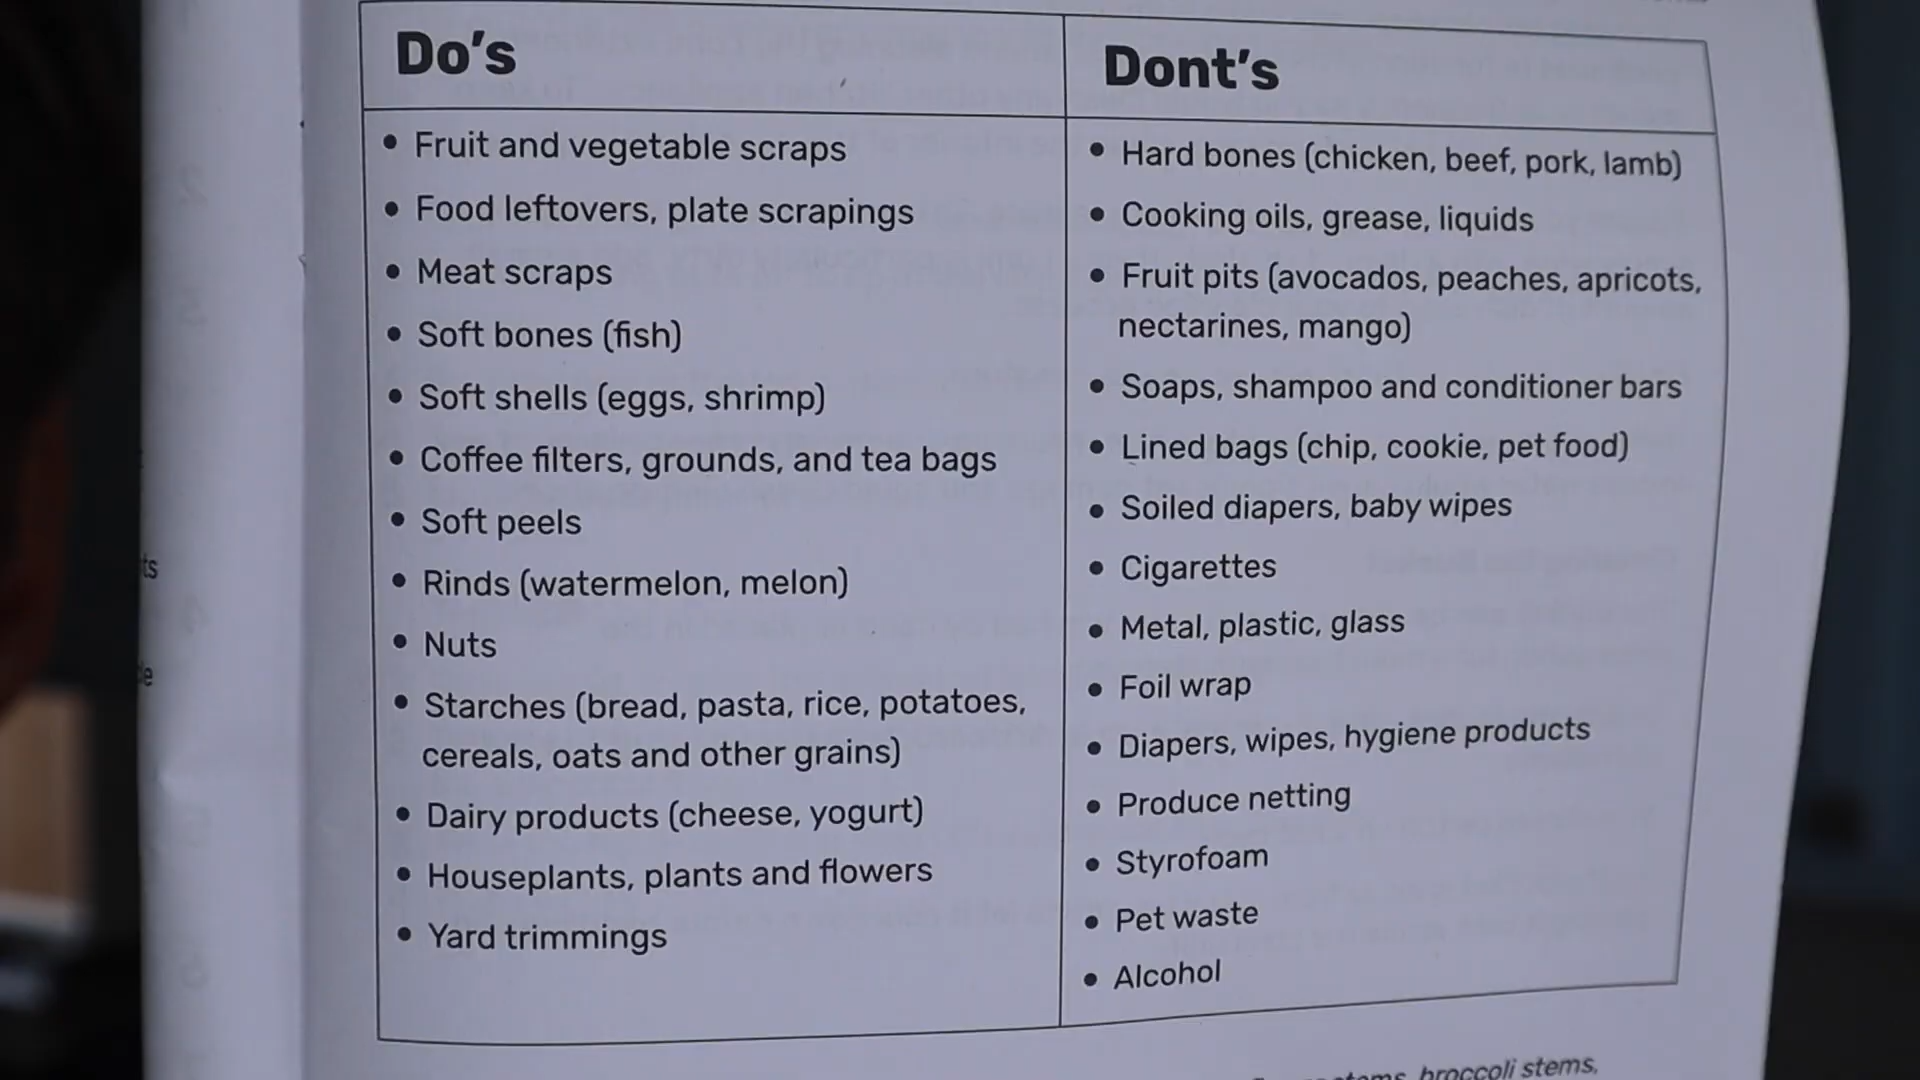 Do's
Fruit and vegetable scraps
Food leftovers, plate scrapings
Meat scraps
Soft bones (fish)
Soft shells (eggs, shrimp)
Coffee filters, grounds, and tea bags
Soft peels
Rinds (watermelon, melon)
Nuts
Starches (bread, pasta, rice, potatoes,
cereals, oats and other grains)
Dairy products (cheese, yogurt)
Houseplants, plants and flowers
Yard trimmings
Dont's
Hard bones (chicken, beef, pork, lamb)
Cooking oils, grease, liquids
Fruit pits (avocados, peaches, apricots,
nectarines, mango)
Soaps, shampoo and conditioner bars
Lined bags (chip, cookie, pet food)
Soiled diapers, baby wipes
Cigarettes
Metal, plastic, glass
Foil wrap
Diapers, wipes, hygiene products
Produce netting
Styrofoam
Pet waste
Alcohol
broccoli stems,